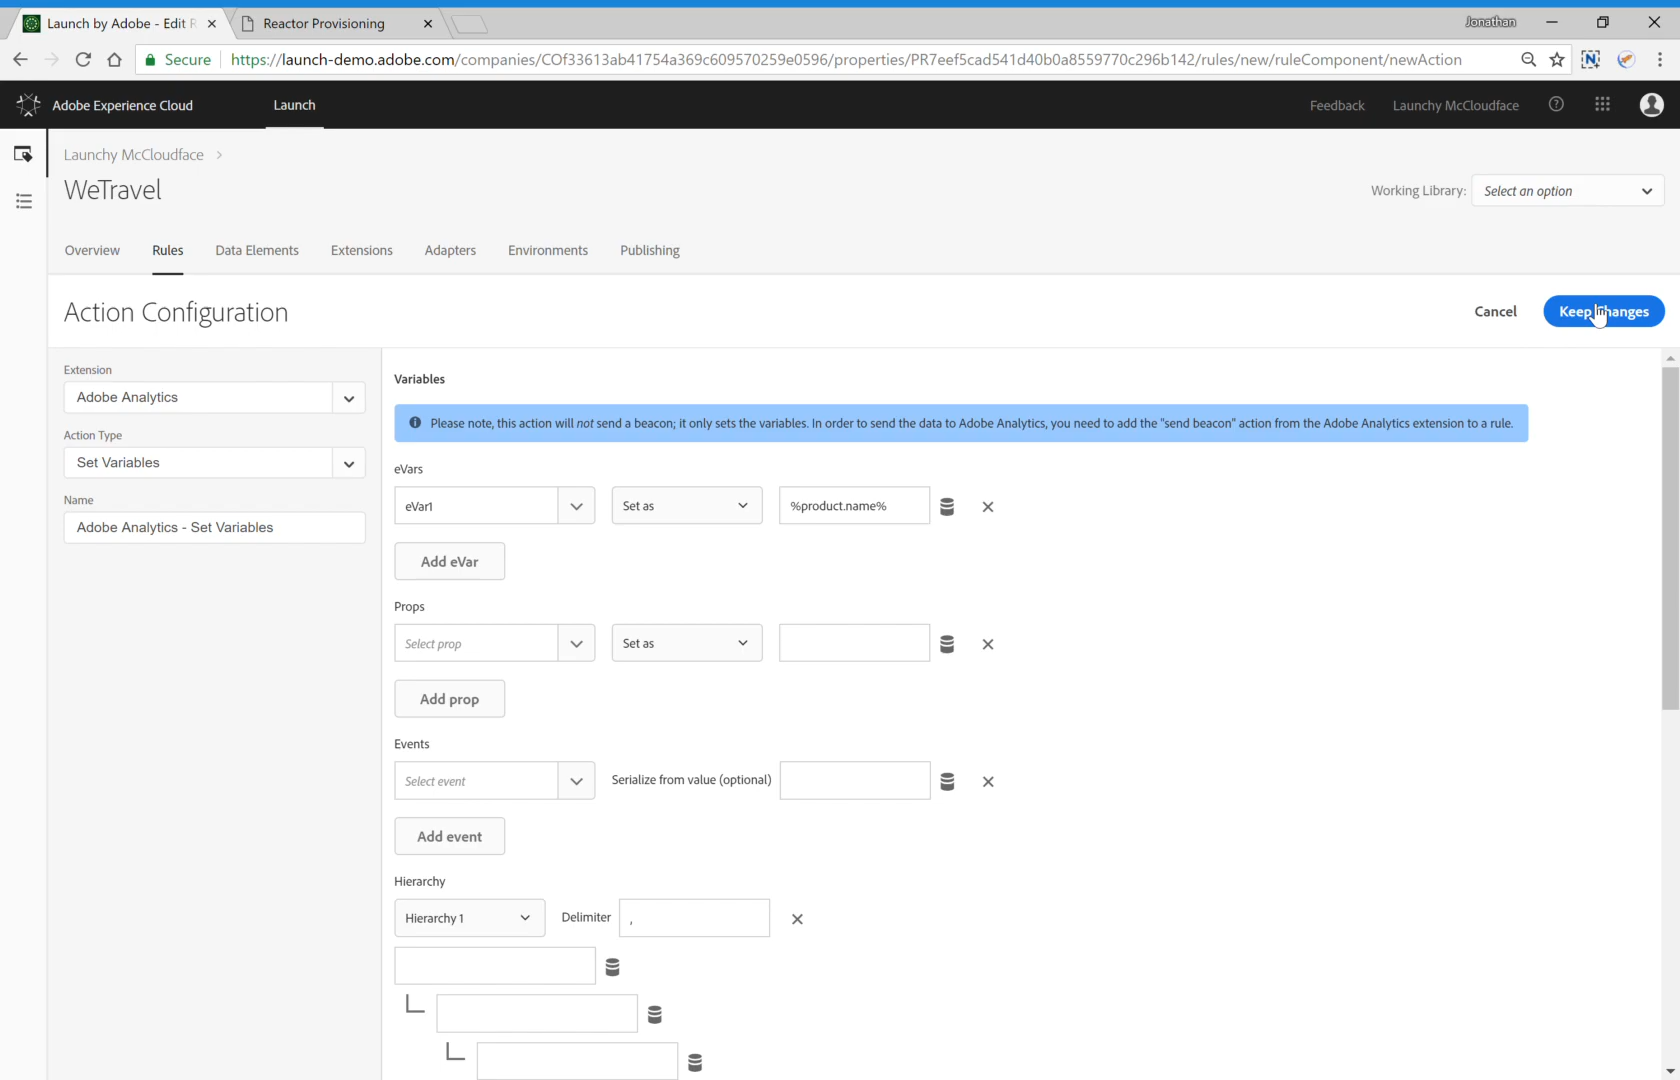 Launch by Adobe - Edit R
Reactor Provisioning
Jonathan
Secure
https://launch-demo.adobe.com/companies/COf33613ab41754a369c609570259e0596/properties/PR7eef5cad541d40b0a8559770c296b142/rules/new/ruleComponent/newAction
Adobe Experience Cloud
Launch
Feedback
Launchy McCloudface
Launchy McCloudface >
WeTravel
Working Library:
Select an option
Overview
Rules
Data Elements
Extensions
Adapters
Environments
Publishing
Action Configuration
Cancel
Keep Changes
Extension
Adobe Analytics
Action Type
Set Variables
Name
Adobe Analytics - Set Variables
Variables
Please note, this action will not send a beacon; it only sets the variables. In order to send the data to Adobe Analytics, you need to add the "send beacon" action from the Adobe Analytics extension to a rule.
eVars
eVar1
Set as
%product.name%
Add eVar
Props
Select prop
Set as
Add prop
Events
Select event
Serialize from value (optional)
Add event
Hierarchy
Hierarchy 1
Delimiter
,